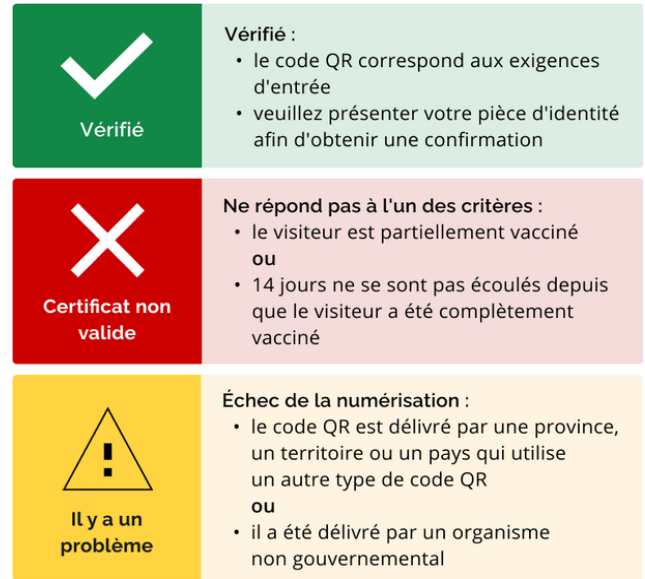 Vérifié
Vérifié :
• le code QR correspond aux exigences
d'entrée
• veuillez présenter votre pièce d'identité
afin d'obtenir une confirmation
Certificat non
valide
Ne répond pas à l'un des critères :
• le visiteur est partiellement vacciné
ou
• 14 jours ne se sont pas écoulés depuis
que le visiteur a été complètement
vacciné
!
Il y a un
problème
Échec de la numérisation :
• le code QR est délivré par une province,
un territoire ou un pays qui utilise
un autre type de code QR
ou
• il a été délivré par un organisme
non gouvernemental